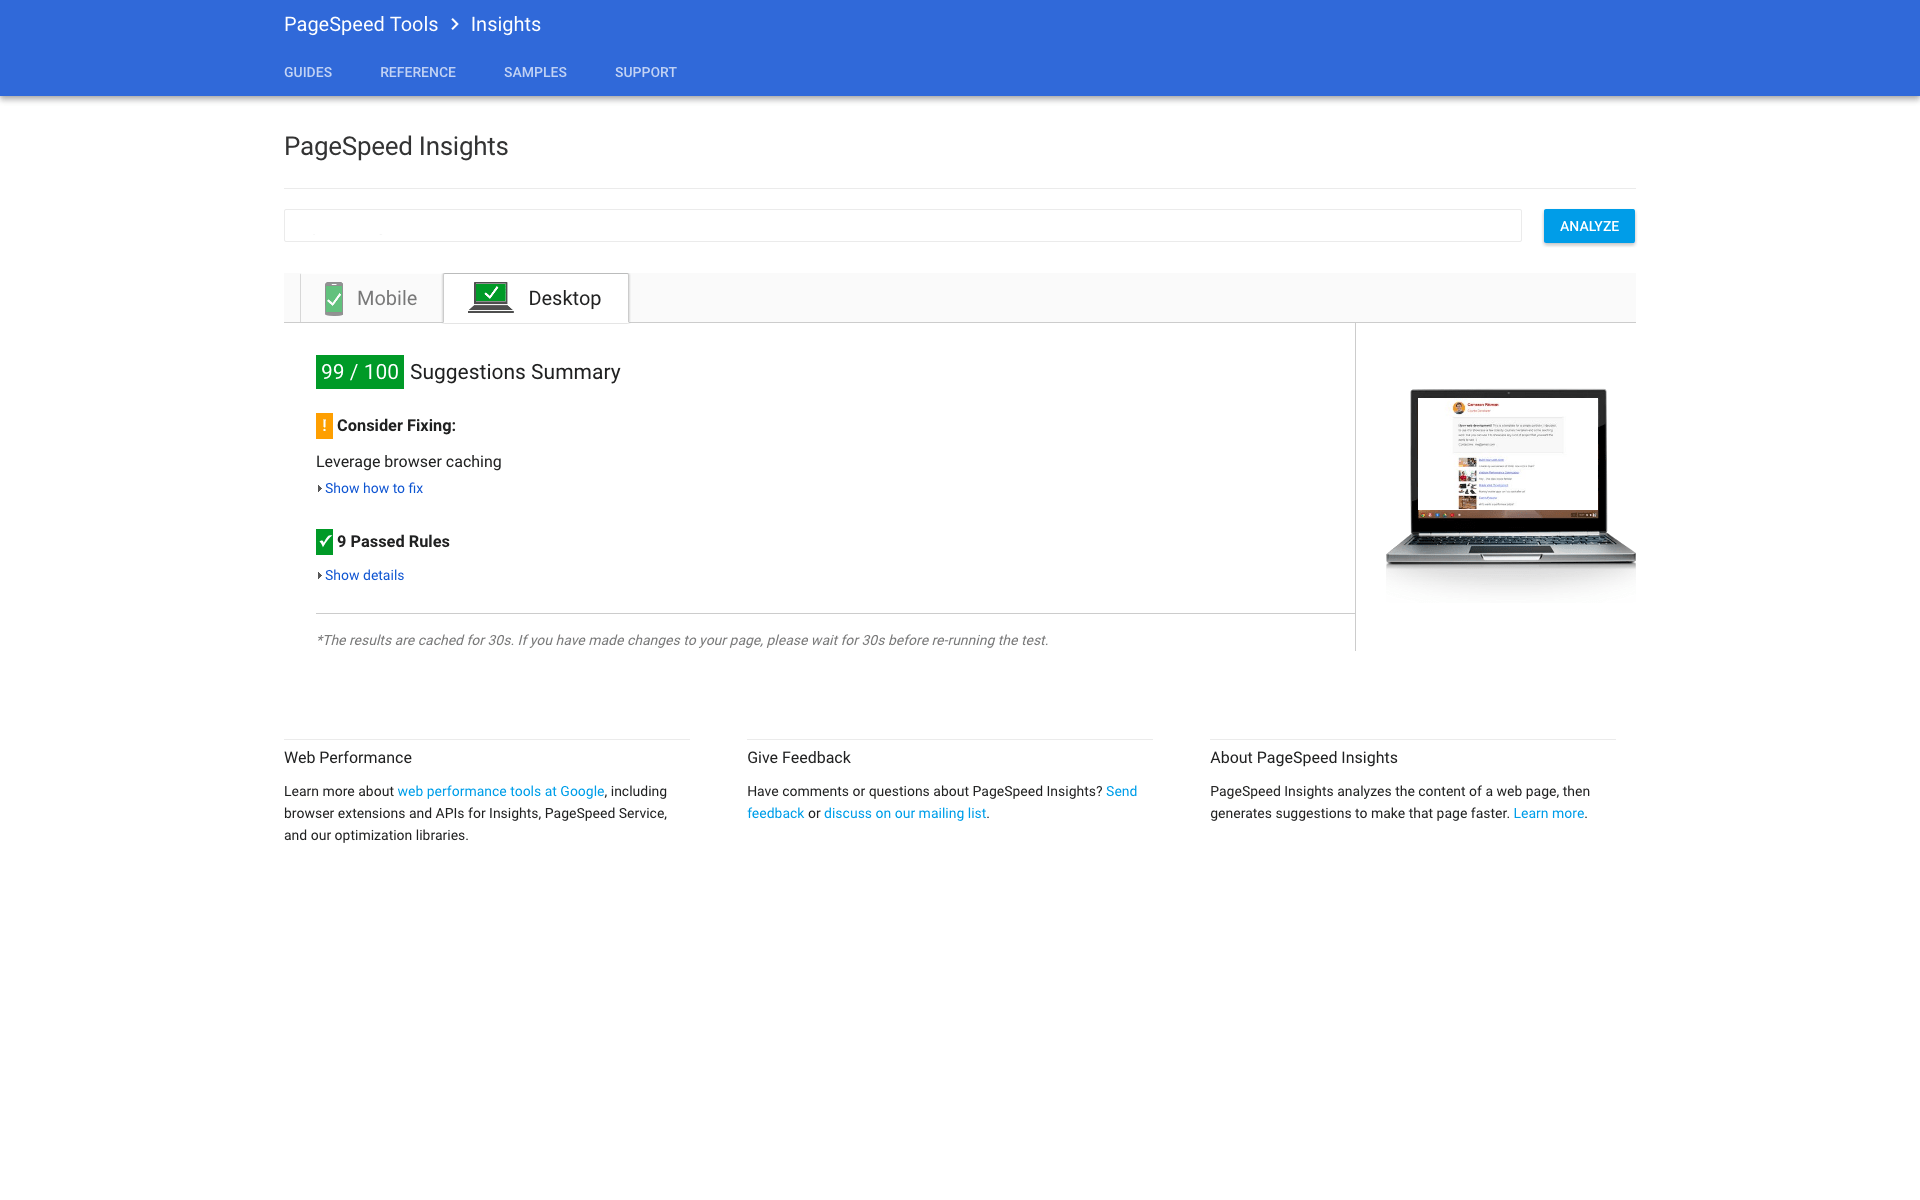 PageSpeed Tools > Insights
GUIDES REFERENCE SAMPLES SUPPORT
PageSpeed Insights
ANALYZE
Mobile Desktop
99 / 100 Suggestions Summary
! Consider Fixing:
Leverage browser caching
Show how to fix
9 Passed Rules
Show details
*The results are cached for 30s. If you have made changes to your page, please wait for 30s before re-running the test.
Web Performance
Learn more about web performance tools at Google, including
browser extensions and APIs for Insights, PageSpeed Service,
and our optimization libraries.
Give Feedback
Have comments or questions about PageSpeed Insights? Send
feedback or discuss on our mailing list.
About PageSpeed Insights
PageSpeed Insights analyzes the content of a web page, then
generates suggestions to make that page faster. Learn more.